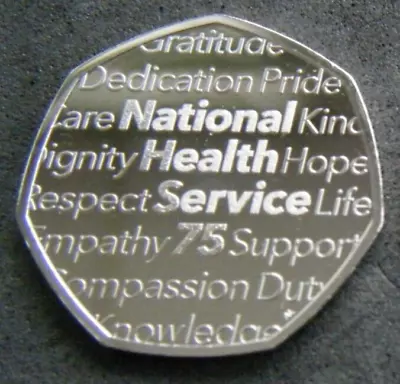 Gratitude
Dedication Pride
Care National Kind
Dignity Health Hope
Respect Service Life
Empathy 75 Support
Compassion Duty
Knowledge